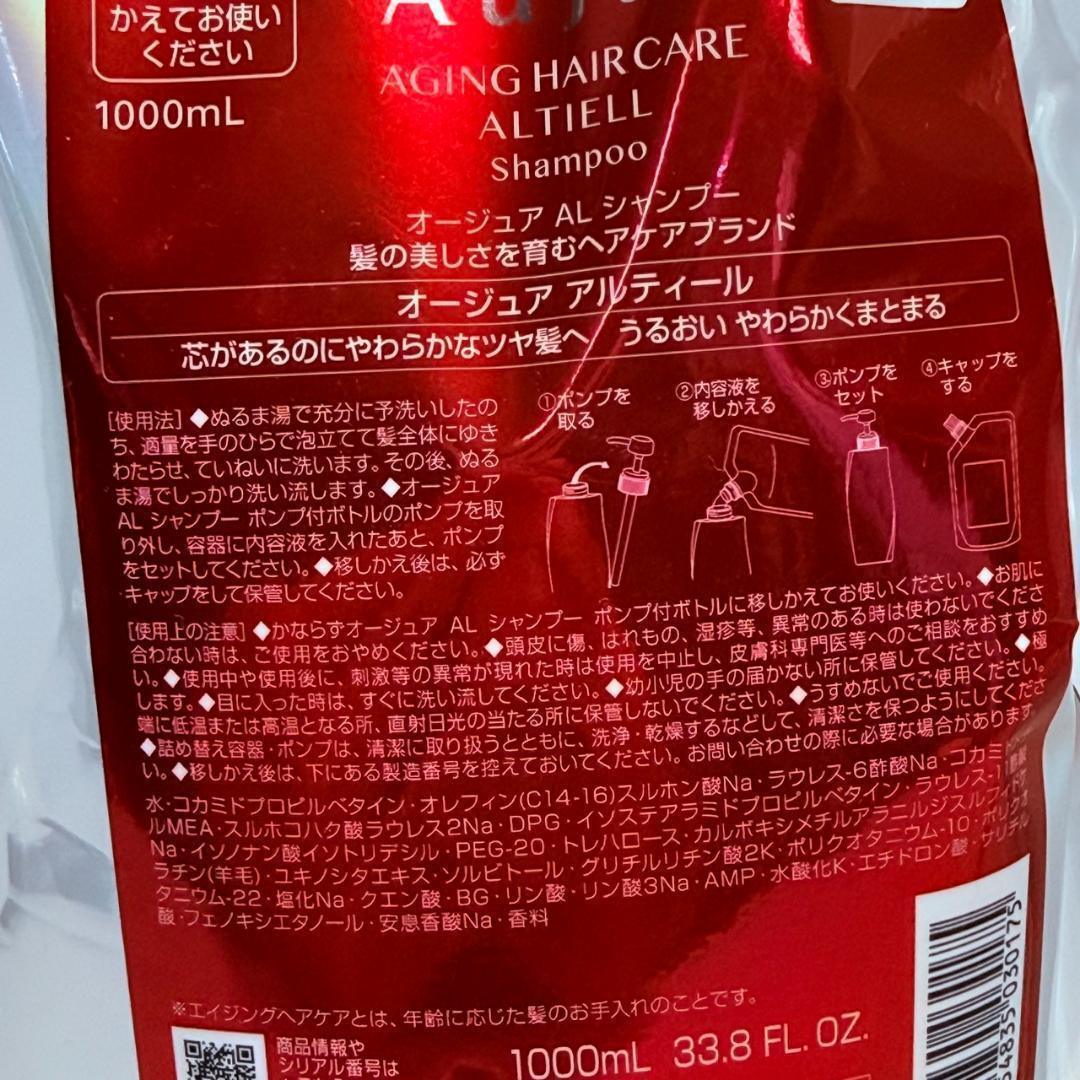 かえてお使い
ください
1000mL
AGING HAIR CARE
ALTIELL
Shampoo
オージュア AL シャンプー
髪の美しさを育むヘアケアブランド
オージュア アルティール
芯があるのにやわらかなツヤ髪へ うるおい やわらかくまとまる
[使用法] ◆ぬるま湯で充分に予洗いしたの
ち、適量を手のひらで泡立てて髪全体にゆき
わたらせ、ていねいに洗います。その後、ぬる
ま湯でしっかり洗い流します。◆オージュア
AL シャンプー ポンプ付ボトルのポンプを取
り外し、容器に内容液を入れたあと、ポンプ
をセットしてください。◆移しかえ後は、必ず
キャップをして保管してください。
①ポンプを
取る
②内容液を
移しかえる
③ポンプを
セット
④キャップを
する
[使用上の注意] ◆かならずオージュア AL シャンプー ポンプ付ボトルに移しかえてお使いください。◆お肌に
合わない時は、ご使用をおやめください。◆頭皮に傷、はれもの、湿疹等、異常のある時は使わないでくださ
い。◆使用中や使用後に、刺激等の異常が現れた時は使用を中止し、皮膚科専門医等へのご相談をおすすめ
します。◆目に入った時は、すぐに洗い流してください。◆幼小児の手の届かない所に保管してください。◆極
端に低温または高温となる所、直射日光の当たる所に保管しないでください。◆うすめないでご使用ください。
◆詰め替え容器・ポンプは、清潔に取り扱うとともに、洗浄・乾燥するなどして、清潔さを保つようにしてくださ
い。◆移しかえ後は、下にある製造番号を控えておいてください。お問い合わせの際に必要な場合があります。
水・コカミドプロピルベタイン・オレフィン(C14-16)スルホン酸Na・ラウレス-6酢酸Na・コカミ
ルMEA・スルホコハク酸ラウレス2Na・DPG・イソステアラミドプロピルベタイン・ラウレス-
Na・イソノナン酸イソトリデシル・PEG-20・トレハロース・カルボキシメチルアラニルジスルフィドケ
ラチン(羊毛)・ユキノシタエキス・ソルビトール・グリチルリチン酸2K・ポリクオタニウム-10・ポリクオ
タニウム-22・塩化Na・クエン酸・BG・リン酸・リン酸3Na・AMP・水酸化K・エチドロン酸・サリチル
酸・フェノキシエタノール・安息香酸Na・香料
※エイジングヘアケアとは、年齢に応じた髪のお手入れのことです。
商品情報や
シリアル番号は
1000mL 33.8 FL. OZ.
54835 030175